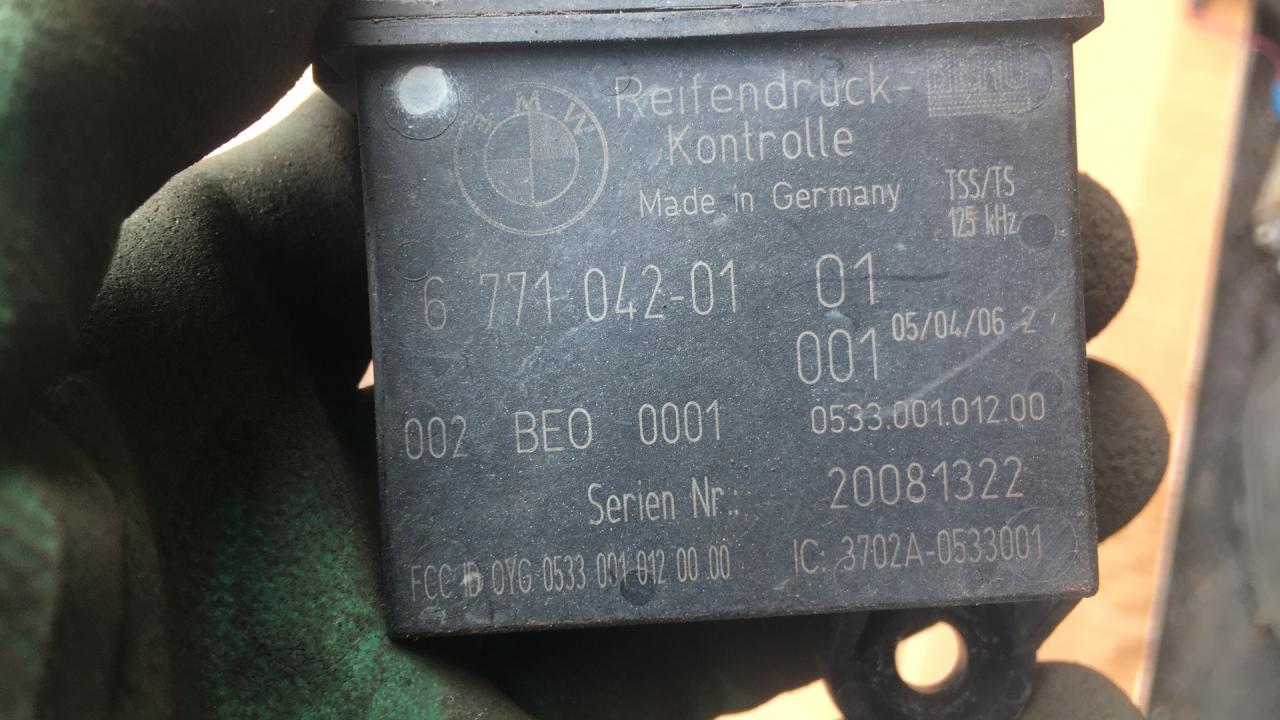 BMW
Reifendruck-
Kontrolle
Made in Germany
TSS/TS
125 kHz
6 771 042-01 01
001 05/04/06 2
002 BEO 0001 0533.001.012.00
Serien Nr.: 20081322
FCC ID OYG 0533 001 012 00 00 IC: 3702A-0533001